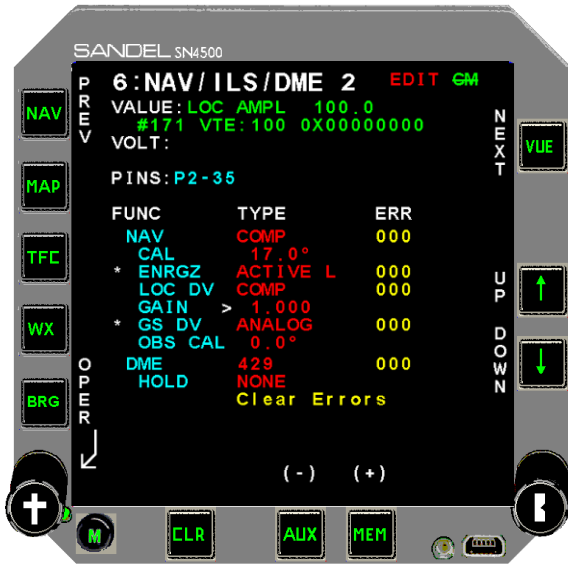 SANDEL SN4500
PREV
6:NAV/ILS/DME 2 EDIT GM
NAV
VALUE:LOC AMPL 100.0
#171 VTE:100 0X00000000
NEXT
VOLT:
VUE
PINS:P2-35
MAP
FUNC TYPE ERR
NAV COMP 000
CAL 17.0°
TFC
* ENRGZ ACTIVE L 000
LOC DV COMP 000
UP
↑
GAIN > 1.000
WX
* GS DV ANALOG 000
OBS CAL 0.0°
DOWN
↓
DME 429 000
HOLD NONE
OPER
BRG
Clear Errors
(-) (+)
M
CLR
AUX
MEM